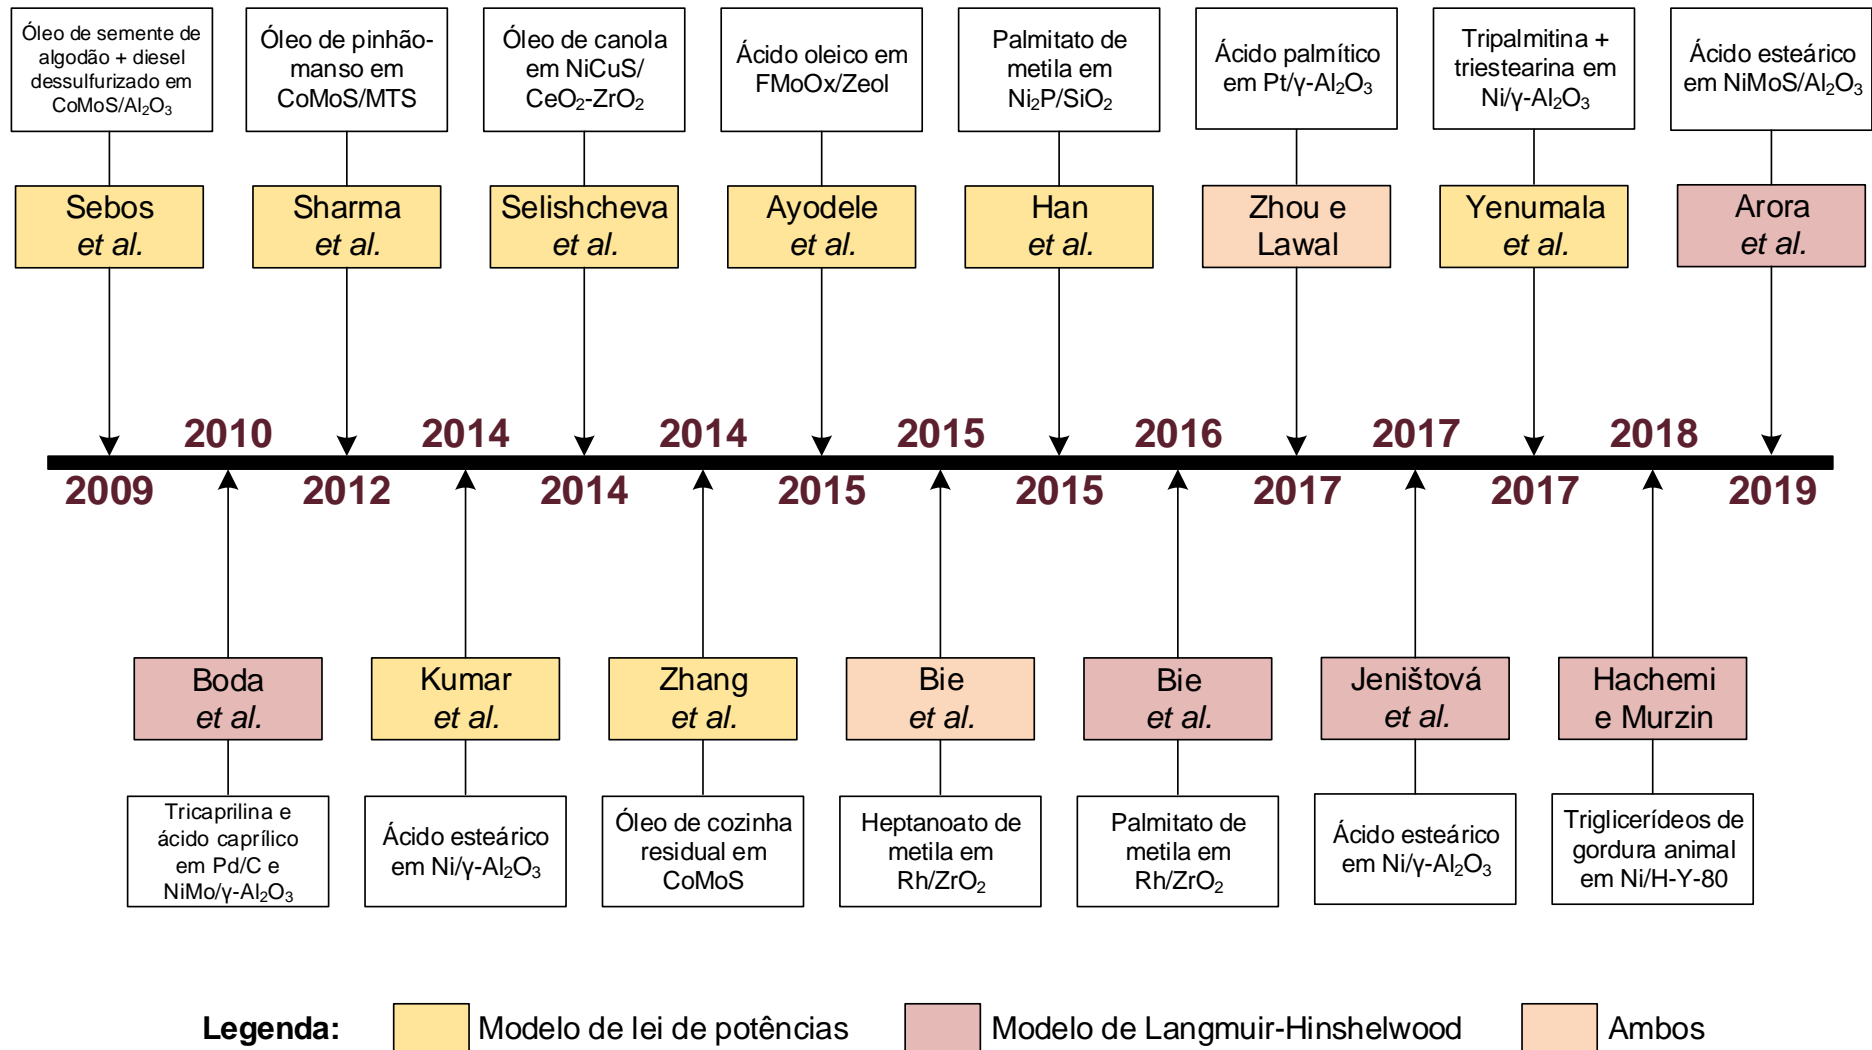 Óleo de semente de
algodão + diesel
dessulfurizado em
CoMoS/Al₂O₃
Óleo de pinhão-
manso em
CoMoS/MTS
Óleo de canola
em NiCuS/
CeO₂-ZrO₂
Ácido oleico em
FMoOx/Zeol
Palmitato de
metila em
Ni₂P/SiO₂
Ácido palmítico
em Pt/γ-Al₂O₃
Tripalmitina +
triestearina em
Ni/γ-Al₂O₃
Ácido esteárico
em NiMoS/Al₂O₃
Sebos
et al.
Sharma
et al.
Selishcheva
et al.
Ayodele
et al.
Han
et al.
Zhou e
Lawal
Yenumala
et al.
Arora
et al.
2010 2014 2014 2015 2016 2017 2018
2009 2012 2014 2015 2015 2017 2017 2019
Boda
et al.
Kumar
et al.
Zhang
et al.
Bie
et al.
Bie
et al.
Jeništová
et al.
Hachemi
e Murzin
Tricaprilina e
ácido caprílico
em Pd/C e
NiMo/γ-Al₂O₃
Ácido esteárico
em Ni/γ-Al₂O₃
Óleo de cozinha
residual em
CoMoS
Heptanoato de
metila em
Rh/ZrO₂
Palmitato de
metila em
Rh/ZrO₂
Ácido esteárico
em Ni/γ-Al₂O₃
Triglicerídeos de
gordura animal
em Ni/H-Y-80
Legenda: Modelo de lei de potências Modelo de Langmuir-Hinshelwood Ambos